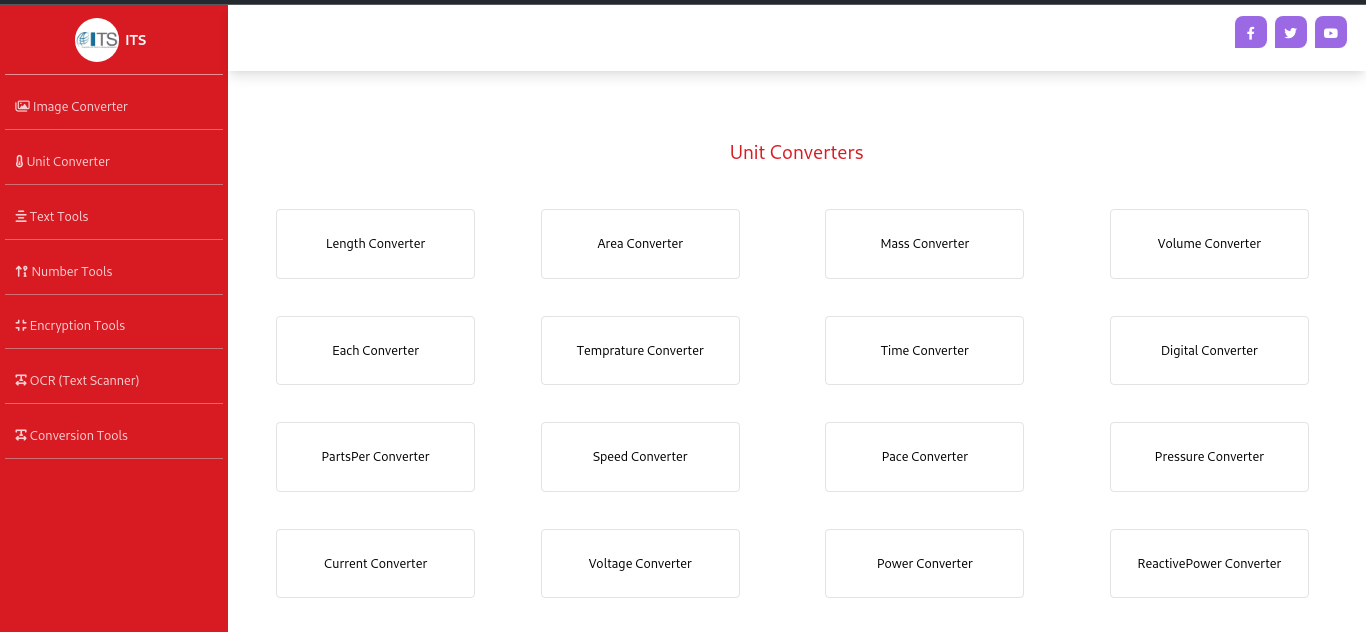 ITS
ITS
Image Converter
Unit Converter
Text Tools
Number Tools
Encryption Tools
OCR (Text Scanner)
Conversion Tools
Unit Converters
Length Converter
Area Converter
Mass Converter
Volume Converter
Each Converter
Temprature Converter
Time Converter
Digital Converter
PartsPer Converter
Speed Converter
Pace Converter
Pressure Converter
Current Converter
Voltage Converter
Power Converter
ReactivePower Converter